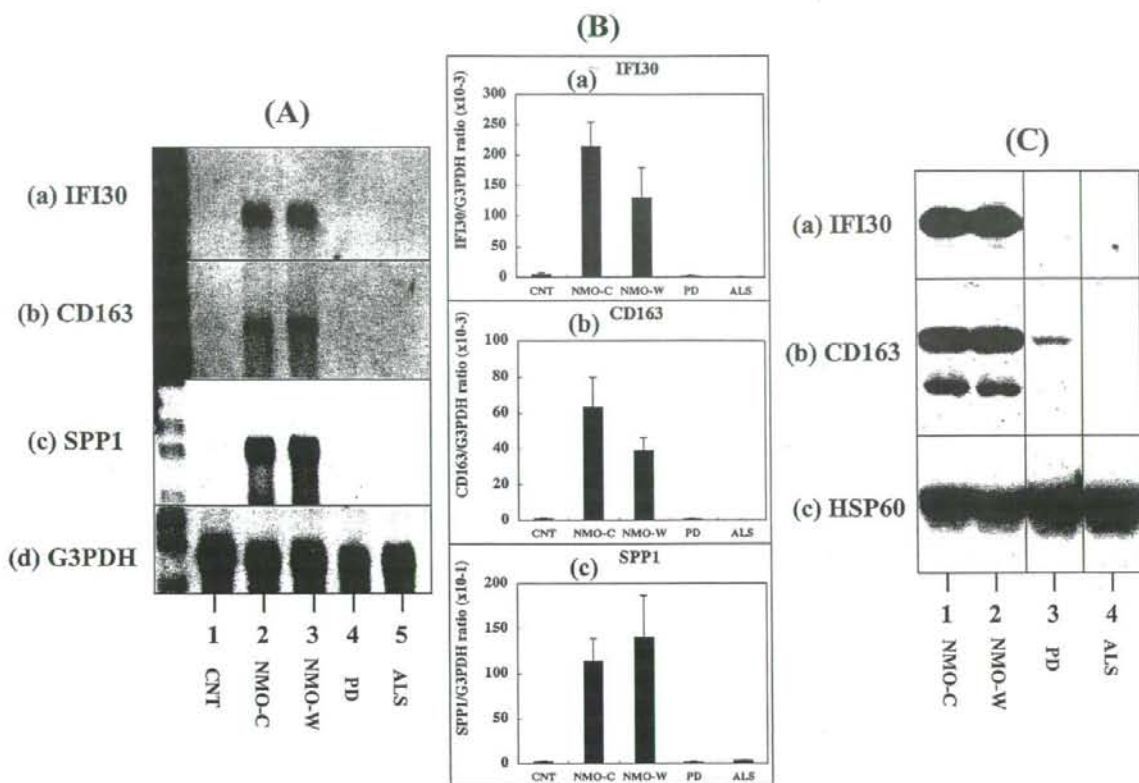 (A)
(a) IFI30
(b) CD163
(c) SPP1
(d) G3PDH
1 2 3 4 5
CNT NMO-C NMO-W PD ALS
(B)
(a) IFI30
IFI30/G3PDH ratio (x10-3)
300
250
200
150
100
50
0
CNT NMO-C NMO-W PD ALS
(b) CD163
CD163/G3PDH ratio (x10-3)
100
80
60
40
20
0
CNT NMO-C NMO-W PD ALS
(c) SPP1
SPP1/G3PDH ratio (x10-1)
200
150
100
50
0
CNT NMO-C NMO-W PD ALS
(C)
(a) IFI30
(b) CD163
(c) HSP60
1 2 3 4
NMO-C NMO-W PD ALS